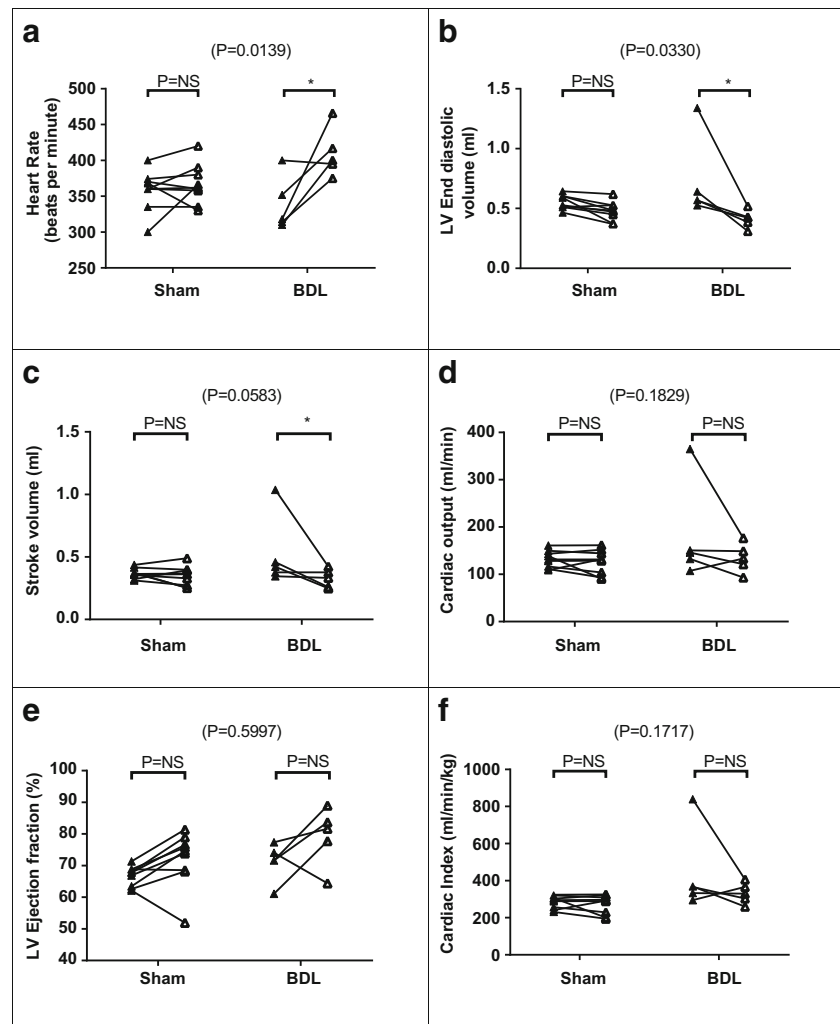 a
(P=0.0139)
P=NS
*
Heart Rate
(beats per minute)
500
450
400
350
300
250
Sham
BDL
b
(P=0.0330)
P=NS
*
LV End diastolic
volume (ml)
1.5
1.0
0.5
0.0
Sham
BDL
c
(P=0.0583)
P=NS
*
Stroke volume (ml)
1.5
1.0
0.5
0.0
Sham
BDL
d
(P=0.1829)
P=NS
P=NS
Cardiac output (ml/min)
400
300
200
100
0
Sham
BDL
e
(P=0.5997)
P=NS
P=NS
LV Ejection fraction (%)
100
90
80
70
60
50
40
Sham
BDL
f
(P=0.1717)
P=NS
P=NS
Cardiac Index (ml/min/kg)
1000
800
600
400
200
0
Sham
BDL